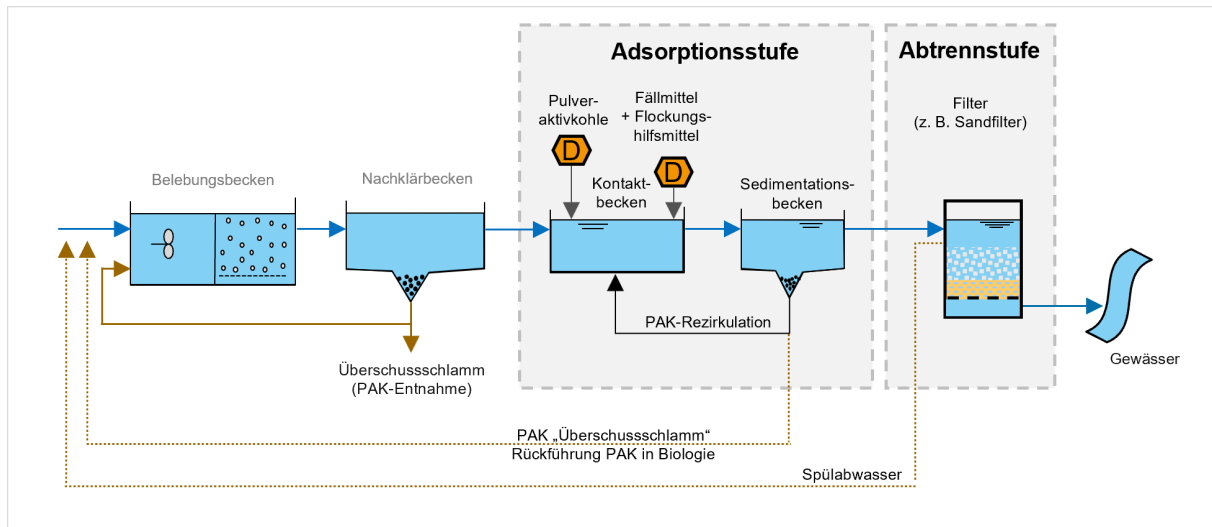 Adsorptionsstufe
Abtrennstufe
Pulver-
aktivkohle
Fällmittel
+ Flockungs-
hilfsmittel
Filter
(z. B. Sandfilter)
D
D
Belebungsbecken
Nachklärbecken
Kontakt-
becken
Sedimentations-
becken
PAK-Rezirkulation
Gewässer
Überschussschlamm
(PAK-Entnahme)
PAK „Überschussschlamm“
Rückführung PAK in Biologie
Spülabwasser